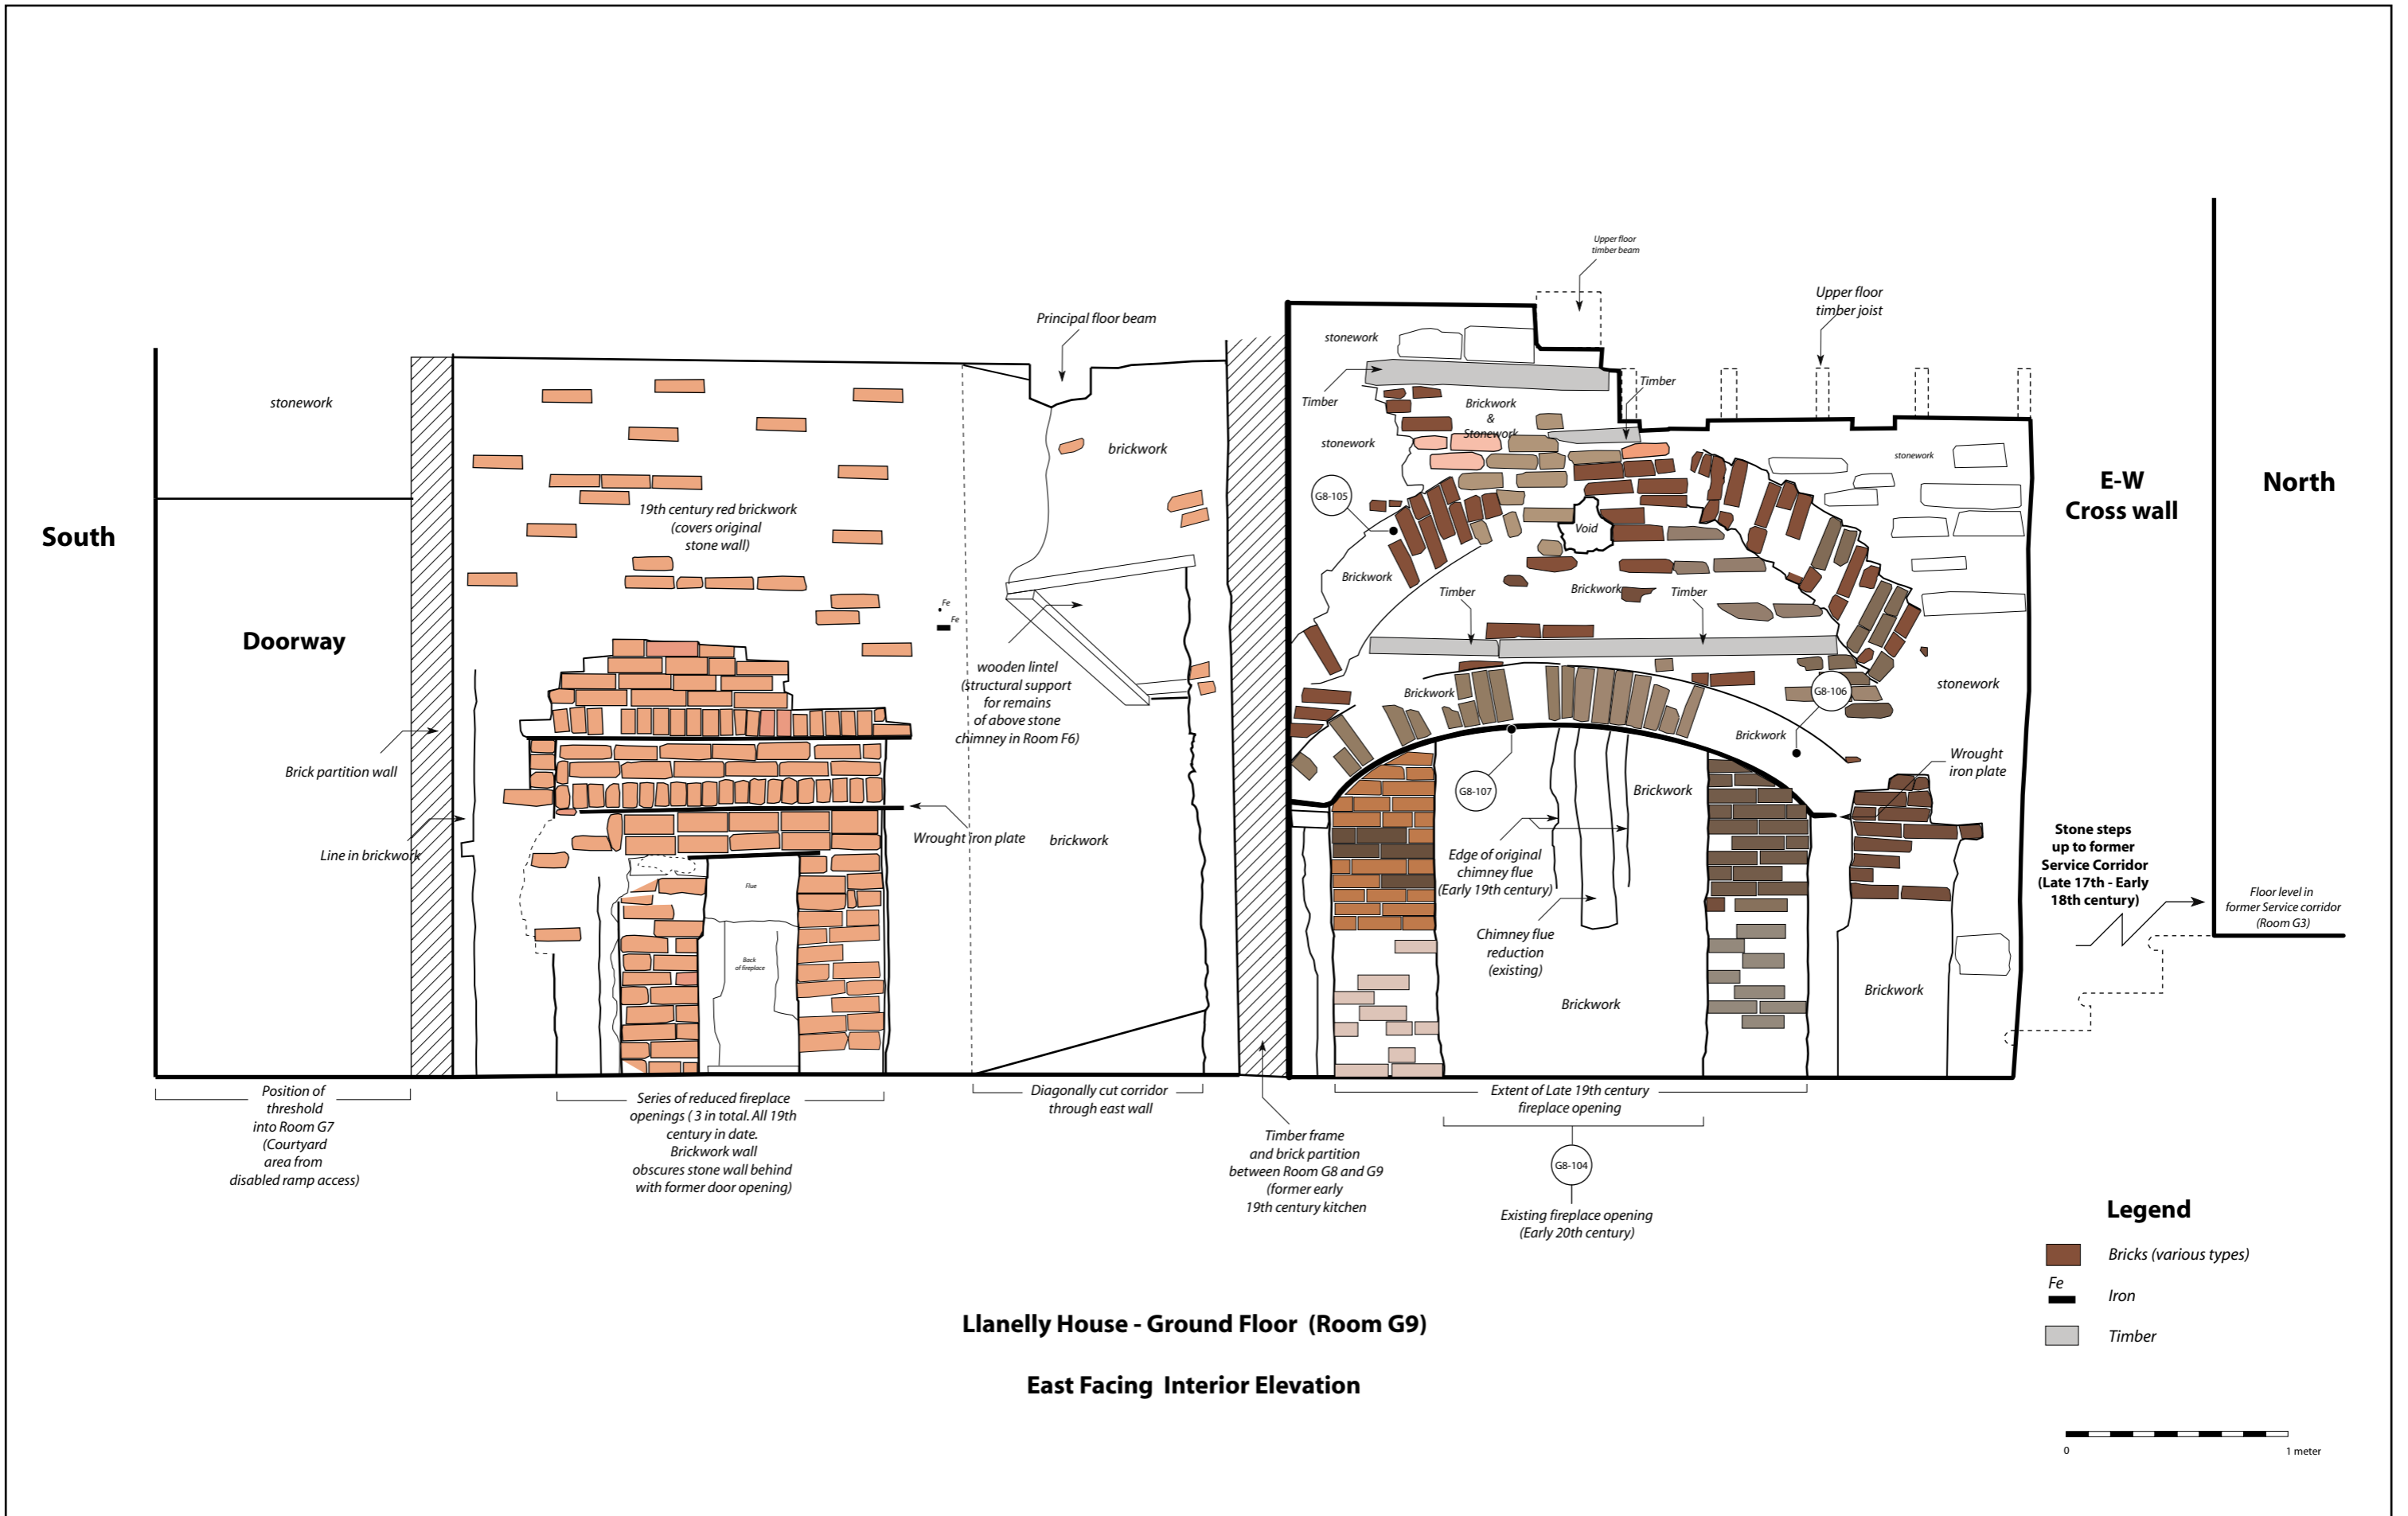 Upper floor
timber beam
Upper floor
timber joist
Principal floor beam
stonework
stonework
Timber
Timber
Brickwork
&
Stonework
stonework
brickwork
stonework
E-W
Cross wall
North
South
G8-105
19th century red brickwork
(covers original
stone wall)
Void
Brickwork
Timber
Brickwork
Timber
Fe
Fe
Doorway
wooden lintel
(structural support
for remains
of above stone
chimney in Room F6)
Brickwork
G8-106
stonework
Brickwork
Brick partition wall
Wrought
iron plate
G8-107
Brickwork
Line in brickwork
Wrought iron plate
brickwork
Edge of original
chimney flue
(Early 19th century)
Stone steps
up to former
Service Corridor
(Late 17th - Early
18th century)
Flue
Floor level in
former Service corridor
(Room G3)
Back
of fireplace
Chimney flue
reduction
(existing)
Brickwork
Brickwork
Position of
threshold
into Room G7
(Courtyard
area from
disabled ramp access)
Series of reduced fireplace
openings ( 3 in total. All 19th
century in date.
Brickwork wall
obscures stone wall behind
with former door opening)
Diagonally cut corridor
through east wall
Timber frame
and brick partition
between Room G8 and G9
(former early
19th century kitchen
Extent of Late 19th century
fireplace opening
G8-104
Existing fireplace opening
(Early 20th century)
Legend
Bricks (various types)
Fe
Iron
Timber
Llanelly House - Ground Floor (Room G9)
East Facing Interior Elevation
0
1 meter